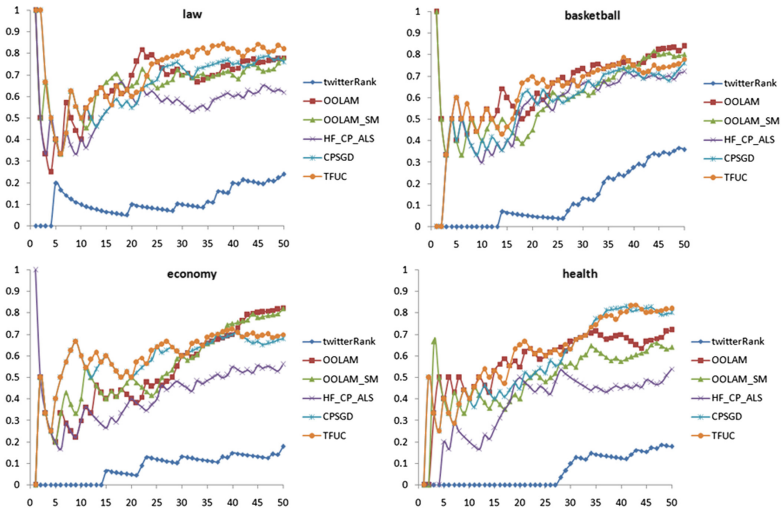 law
1
0.9
0.8
0.7
0.6
0.5
0.4
0.3
0.2
0.1
0
0 5 10 15 20 25 30 35 40 45 50
twitterRank
OOLAM
OOLAM_SM
HF_CP_ALS
CPSGD
TFUC
basketball
1
0.9
0.8
0.7
0.6
0.5
0.4
0.3
0.2
0.1
0
0 5 10 15 20 25 30 35 40 45 50
twitterRank
OOLAM
OOLAM_SM
HF_CP_ALS
CPSGD
TFUC
economy
1
0.9
0.8
0.7
0.6
0.5
0.4
0.3
0.2
0.1
0
0 5 10 15 20 25 30 35 40 45 50
twitterRank
OOLAM
OOLAM_SM
HF_CP_ALS
CPSGD
TFUC
health
1
0.9
0.8
0.7
0.6
0.5
0.4
0.3
0.2
0.1
0
0 5 10 15 20 25 30 35 40 45 50
twitterRank
OOLAM
OOLAM_SM
HF_CP_ALS
CPSGD
TFUC